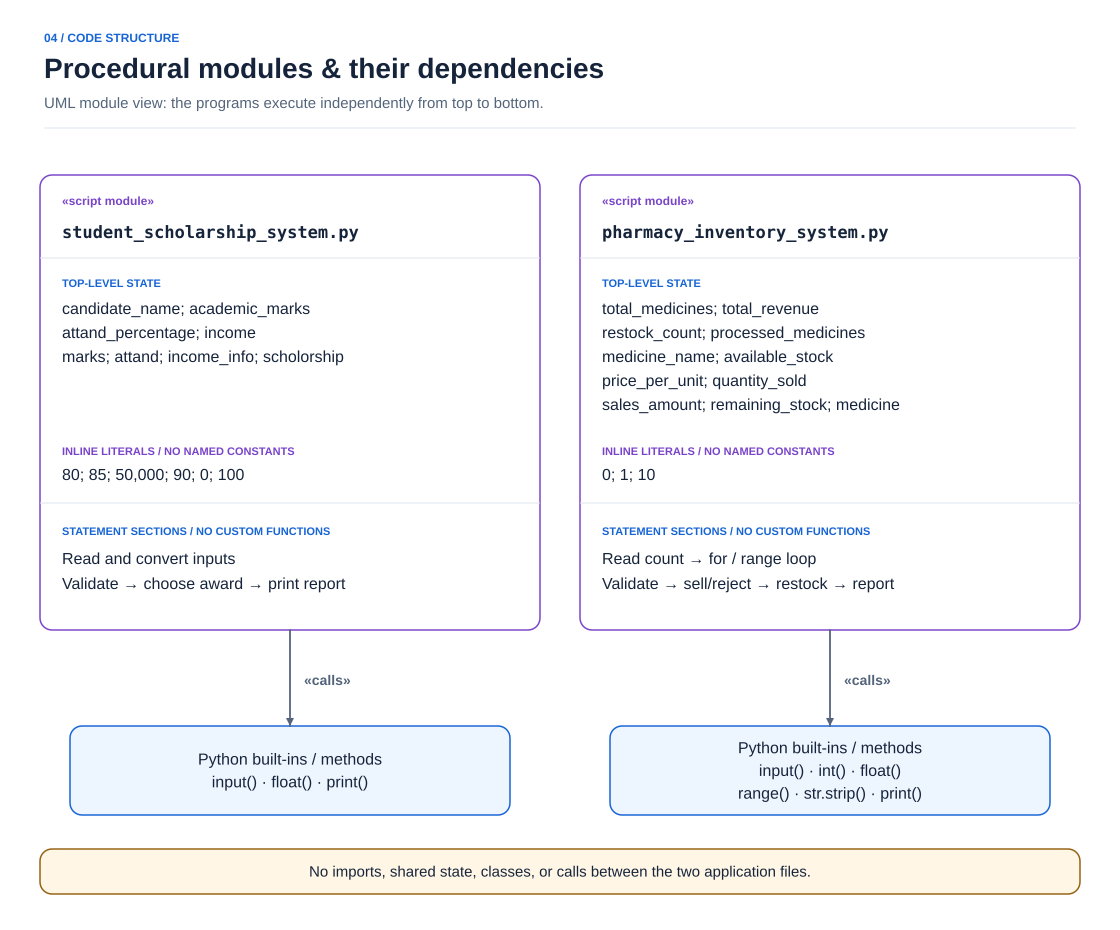 04 / CODE STRUCTURE
Procedural modules & their dependencies
UML module view: the programs execute independently from top to bottom.
«script module»
student_scholarship_system.py
TOP-LEVEL STATE
candidate_name; academic_marks
attand_percentage; income
marks; attand; income_info; scholorship
INLINE LITERALS / NO NAMED CONSTANTS
80; 85; 50,000; 90; 0; 100
STATEMENT SECTIONS / NO CUSTOM FUNCTIONS
Read and convert inputs
Validate → choose award → print report
«calls»
Python built-ins / methods
input() · float() · print()
«script module»
pharmacy_inventory_system.py
TOP-LEVEL STATE
total_medicines; total_revenue
restock_count; processed_medicines
medicine_name; available_stock
price_per_unit; quantity_sold
sales_amount; remaining_stock; medicine
INLINE LITERALS / NO NAMED CONSTANTS
0; 1; 10
STATEMENT SECTIONS / NO CUSTOM FUNCTIONS
Read count → for / range loop
Validate → sell/reject → restock → report
«calls»
Python built-ins / methods
input() · int() · float()
range() · str.strip() · print()
No imports, shared state, classes, or calls between the two application files.